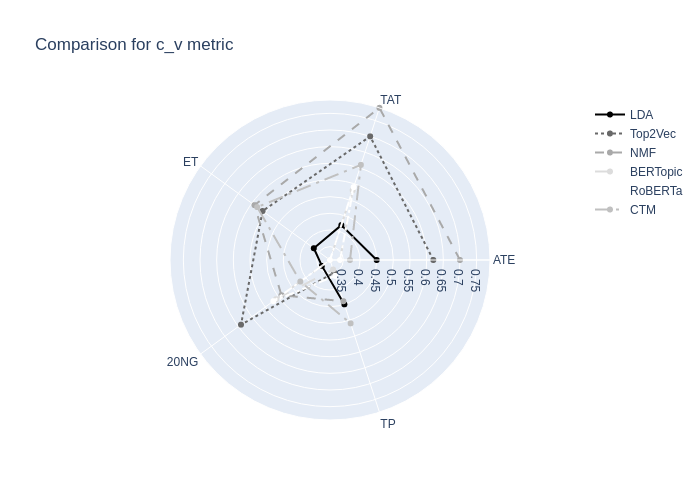 Comparison for c_v metric
TAT
ET
ATE
20NG
TP
0.35
0.4
0.45
0.5
0.55
0.6
0.65
0.7
0.75
LDA
Top2Vec
NMF
BERTopic
RoBERTa
CTM